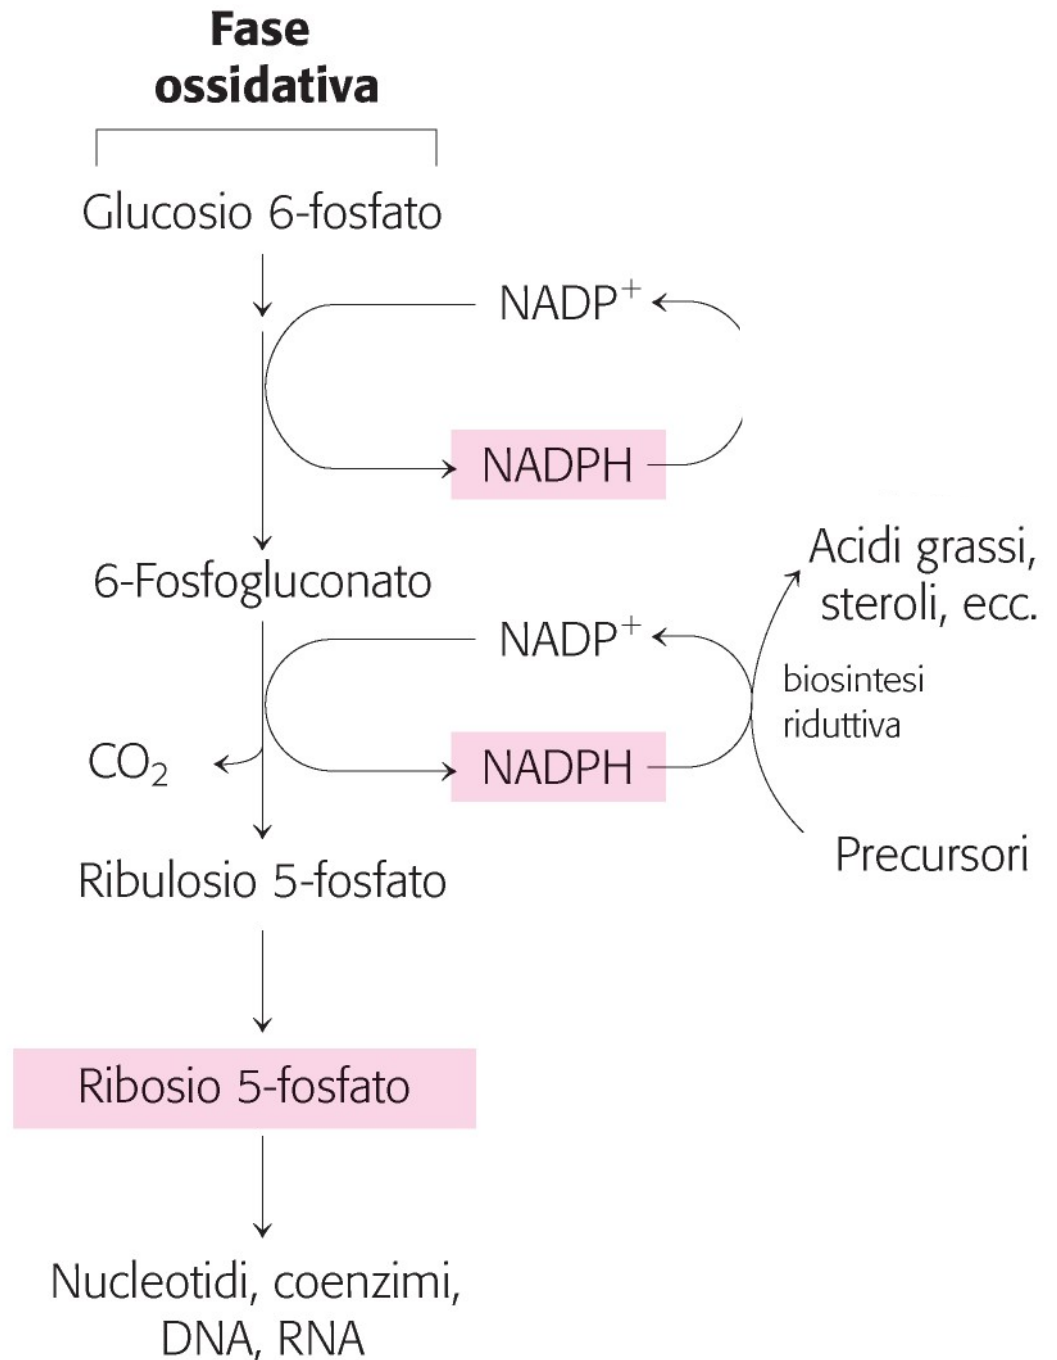 Fase
ossidativa
Glucosio 6-fosfato
NADP⁺
NADPH
6-Fosfogluconato
Acidi grassi,
steroli, ecc.
NADP⁺
biosintesi
riduttiva
CO₂
NADPH
Precursori
Ribulosio 5-fosfato
Ribosio 5-fosfato
Nucleotidi, coenzimi,
DNA, RNA